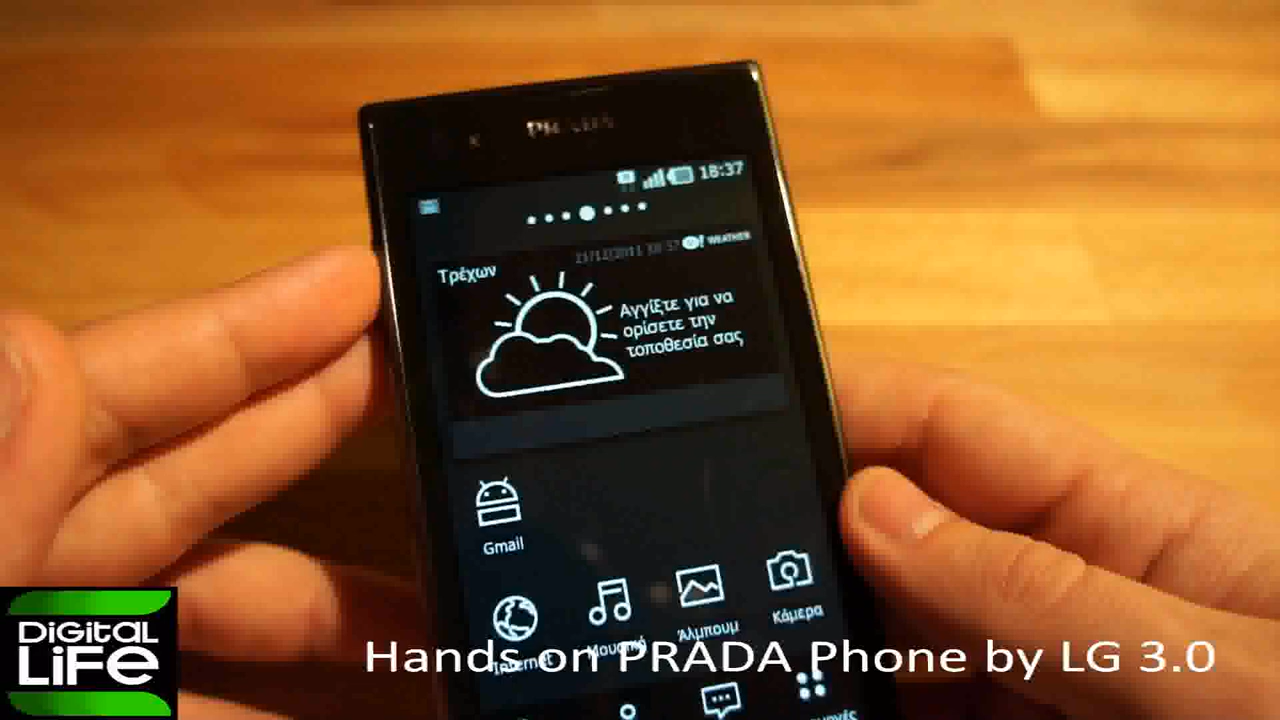 PRADA
18:37
WEATHER
Τρέχων
Αγγίξτε για να
ορίσετε την
τοποθεσία σας
Gmail
Internet
Μουσική
Άλμπουμ
Κάμερα
DiGiTAL
LiFE
Hands on PRADA Phone by LG 3.0